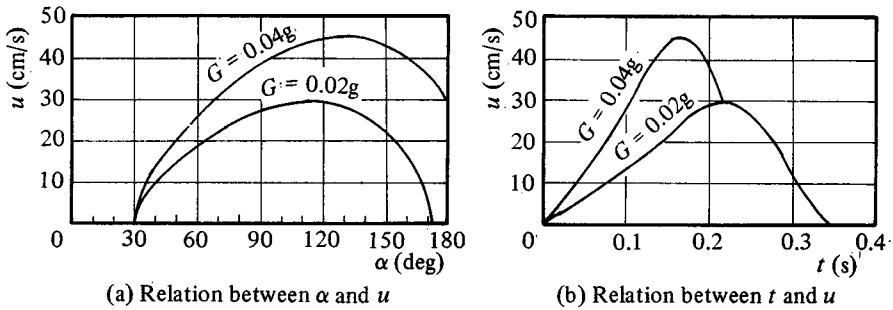 50
40
30
20
10
0
u (cm/s)
G = 0.04g
G = 0.02g
30 60 90 120 150 180
α (deg)
(a) Relation between α and u
50
40
30
20
10
0
u (cm/s)
G = 0.04g
G = 0.02g
0.1 0.2 0.3 0.4
t (s)
(b) Relation between t and u